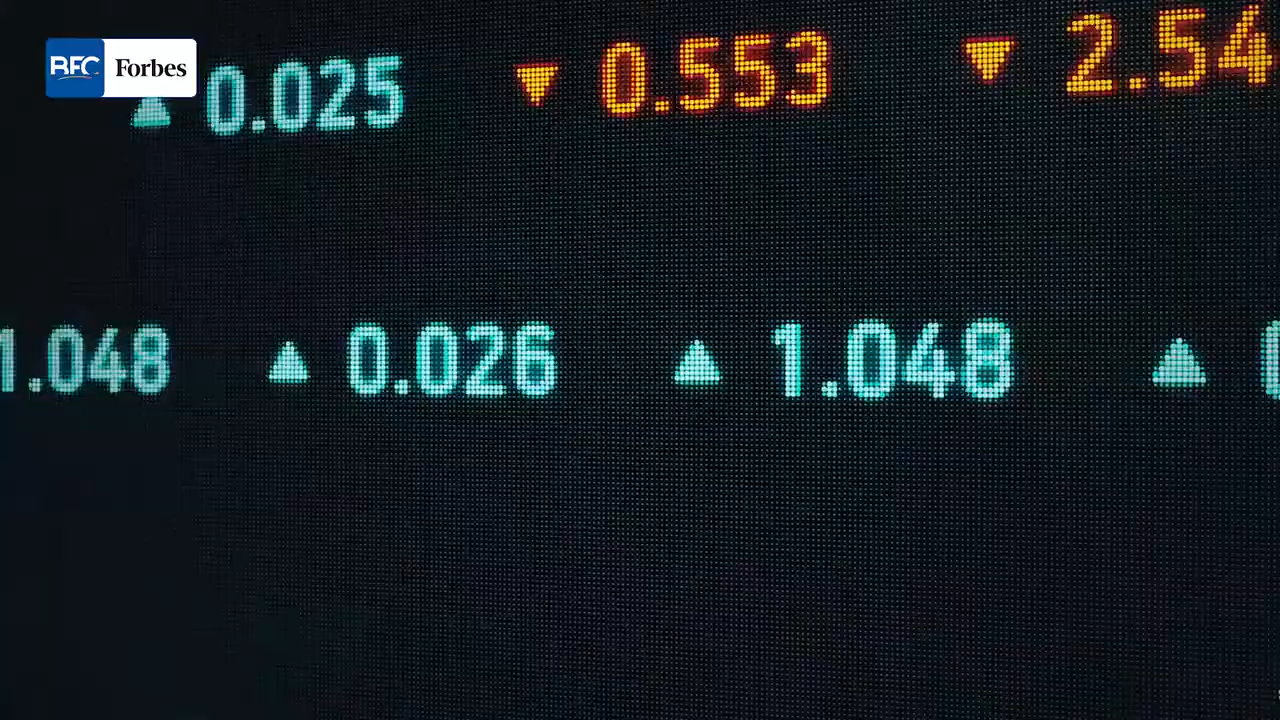 BFC Forbes
▲ 0.025 ▼ 0.553 ▼ 2.54
1.048 ▲ 0.026 ▲ 1.048 ▲